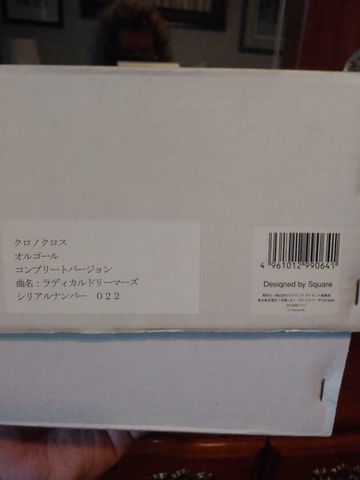 クロノクロス
オルゴール
コンプリートバージョン
曲名：ラディカルドリーマーズ
シリアルナンバー　０２２
4 961012 990641
Designed by Square